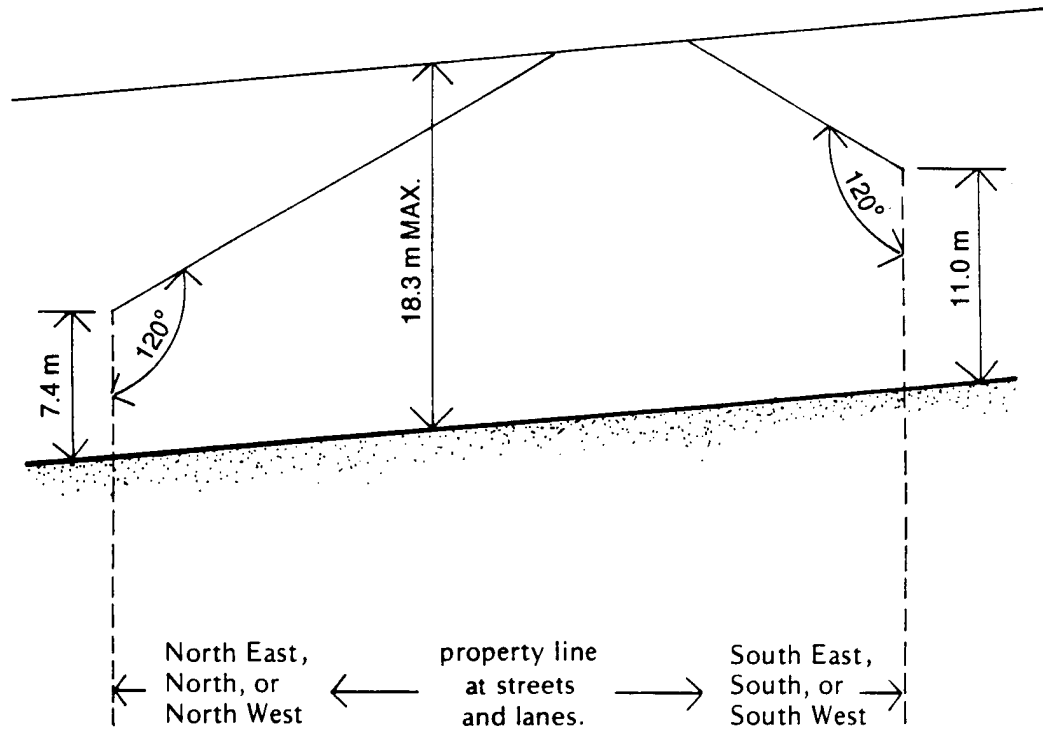 18.3 m MAX.
120°
11.0 m
7.4 m
120°
North East,
North, or
North West
property line
at streets
and lanes.
South East,
South, or
South West